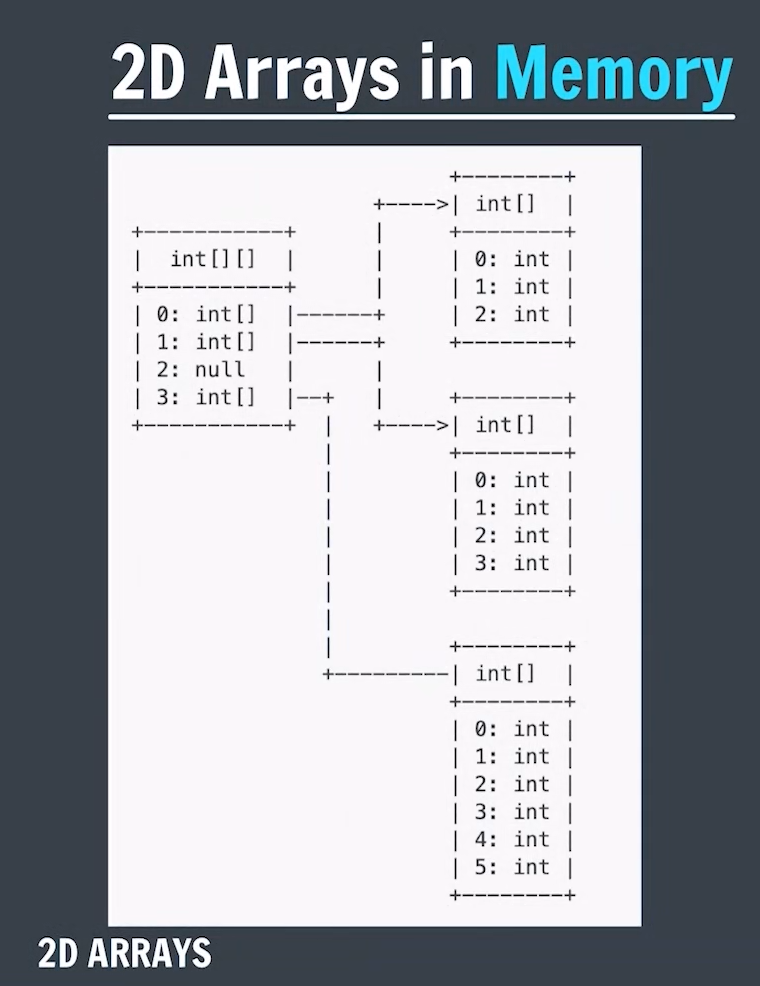 2D Arrays in Memory
+--------+
+---->| int[]  |
+-----------+        |      +--------+
|  int[][]  |        |      | 0: int |
+-----------+        |      | 1: int |
| 0: int[]  |------+      | 2: int |
| 1: int[]  |------+      +--------+
| 2: null   |        |
| 3: int[]  |--+    |      +--------+
+-----------+   |    +---->| int[]  |
|            +--------+
|            | 0: int |
|            | 1: int |
|            | 2: int |
|            | 3: int |
|            +--------+
|
|            +--------+
+---------| int[]  |
+--------+
| 0: int |
| 1: int |
| 2: int |
| 3: int |
| 4: int |
| 5: int |
+--------+
2D ARRAYS